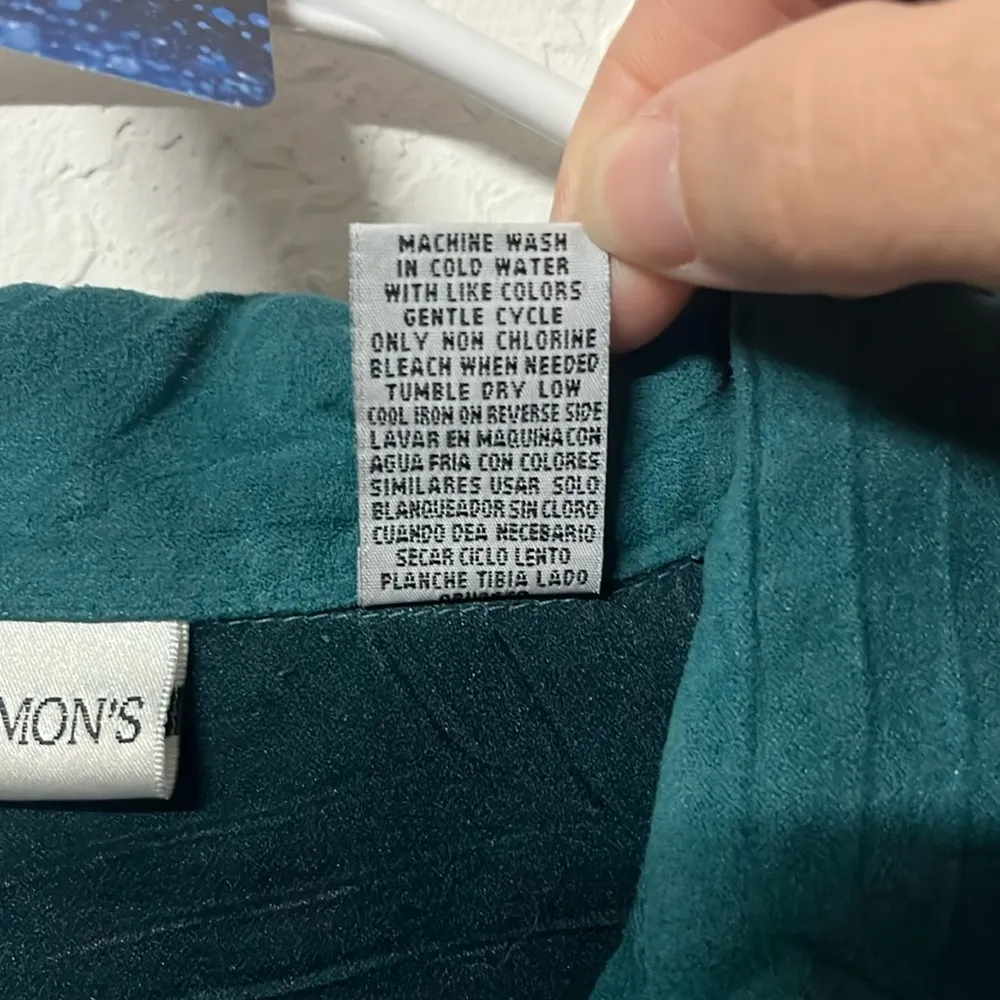 MACHINE WASH
IN COLD WATER
WITH LIKE COLORS
GENTLE CYCLE
ONLY NON CHLORINE
BLEACH WHEN NEEDED
TUMBLE DRY LOW
COOL IRON ON REVERSE SIDE
LAVAR EN MAQUINA CON
AGUA FRIA CON COLORES
SIMILARES USAR SOLO
BLANQUEADOR SIN CLORO
CUANDO DEA NECEBARIO
SECAR CICLO LENTO
PLANCHE TIBIA LADO
MON'S